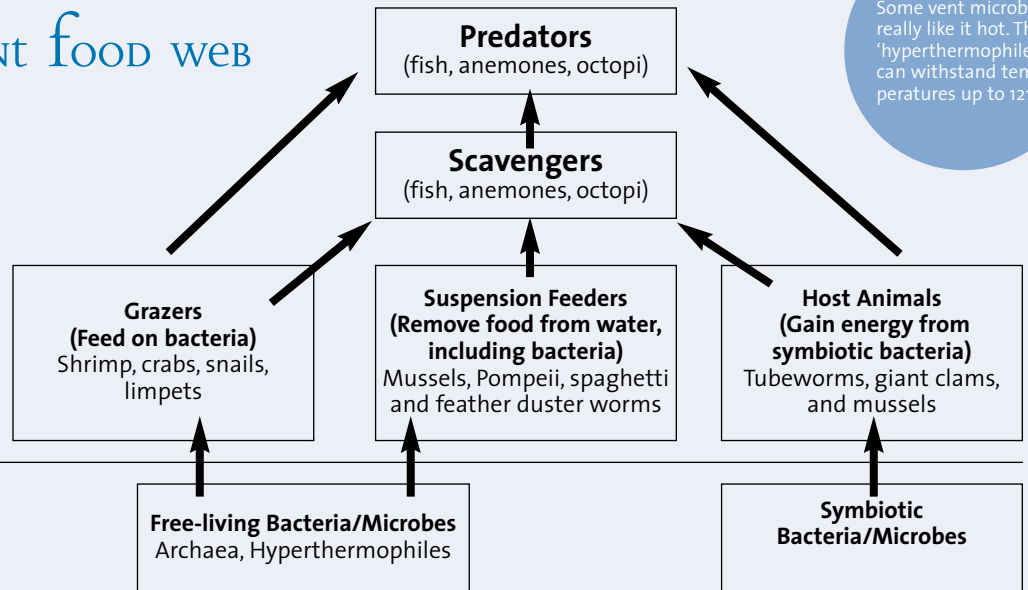 food web
Some vent microb
really like it hot. Th
'hyperthermophile
can withstand tem
peratures up to 12
Predators
(fish, anemones, octopi)
Scavengers
(fish, anemones, octopi)
Grazers
(Feed on bacteria)
Shrimp, crabs, snails,
limpets
Suspension Feeders
(Remove food from water,
including bacteria)
Mussels, Pompeii, spaghetti
and feather duster worms
Host Animals
(Gain energy from
symbiotic bacteria)
Tubeworms, giant clams,
and mussels
Free-living Bacteria/Microbes
Archaea, Hyperthermophiles
Symbiotic
Bacteria/Microbes